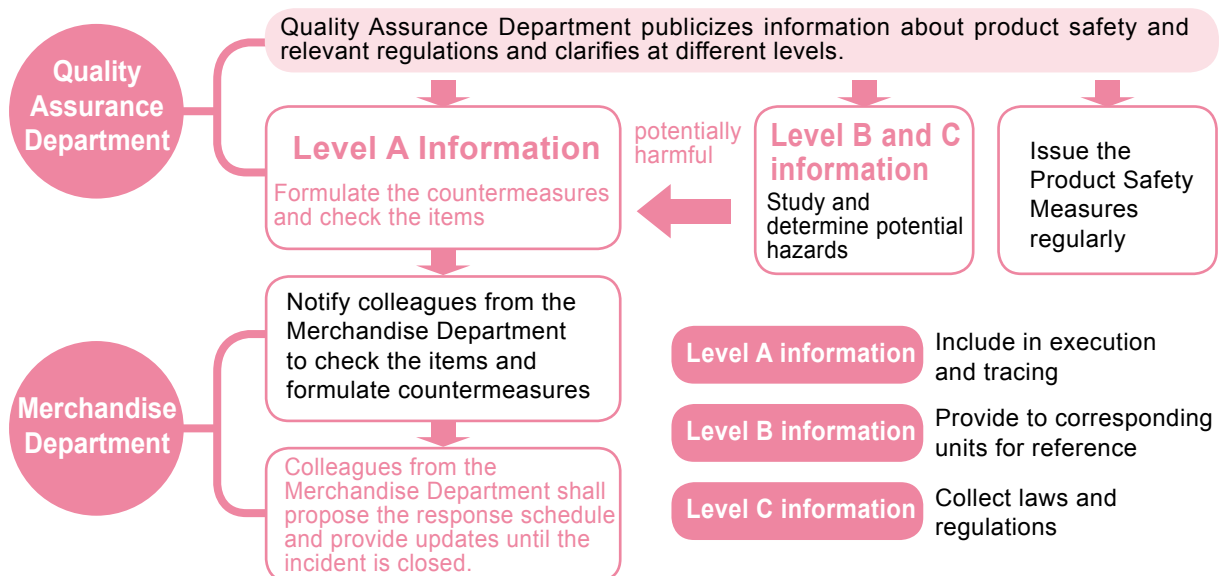 Quality
Assurance
Department
Quality Assurance Department publicizes information about product safety and
relevant regulations and clarifies at different levels.
Level A Information
Formulate the countermeasures
and check the items
potentially
harmful
Level B and C
information
Study and
determine potential
hazards
Issue the
Product Safety
Measures
regularly
Merchandise
Department
Notify colleagues from the
Merchandise Department
to check the items and
formulate countermeasures
Colleagues from the
Merchandise Department shall
propose the response schedule
and provide updates until the
incident is closed.
Level A information
Include in execution
and tracing
Level B information
Provide to corresponding
units for reference
Level C information
Collect laws and
regulations